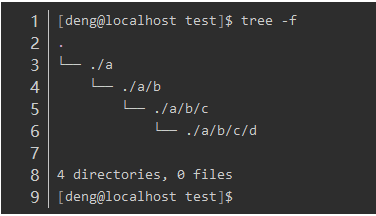 1 [deng@localhost test]$ tree -f
2 .
3 └── ./a
4     └── ./a/b
5         └── ./a/b/c
6             └── ./a/b/c/d
7
8 4 directories, 0 files
9 [deng@localhost test]$